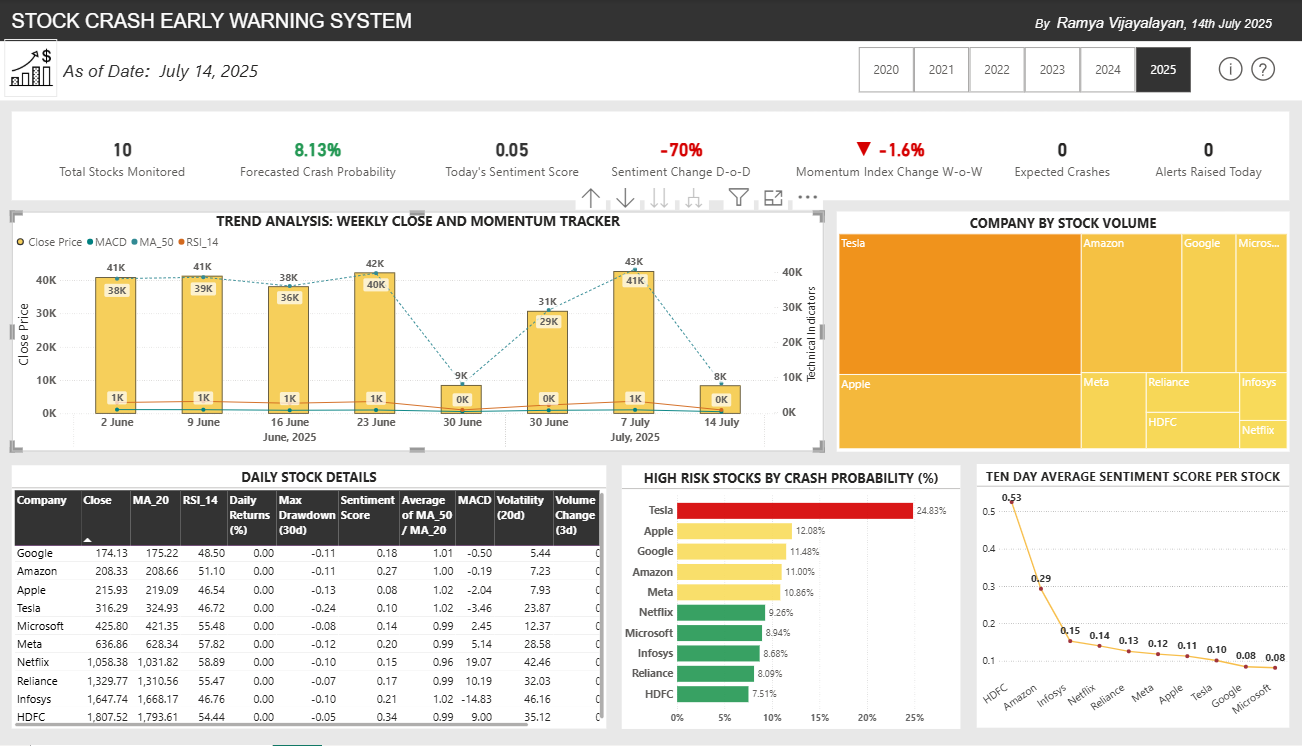 STOCK CRASH EARLY WARNING SYSTEM
By Ramya Vijayalayan, 14th July 2025
As of Date: July 14, 2025
2020 2021 2022 2023 2024 2025
10 8.13% 0.05 -70% -1.6% 0 0
Total Stocks Monitored Forecasted Crash Probability Today's Sentiment Score Sentiment Change D-o-D Momentum Index Change W-o-W Expected Crashes Alerts Raised Today
TREND ANALYSIS: WEEKLY CLOSE AND MOMENTUM TRACKER
Close Price MACD MA_50 RSI_14
Close Price
40K
30K
20K
10K
0K
41K 41K 38K 42K 9K 31K 43K 8K
38K 39K 36K 40K 29K 41K
1K 1K 1K 1K 0K 0K 1K 0K
Technical Indicators
40K
30K
20K
10K
0K
2 June 9 June 16 June 23 June 30 June 30 June 7 July 14 July
June, 2025 July, 2025
COMPANY BY STOCK VOLUME
Tesla Amazon Google Micros...
Apple Meta Reliance Infosys
HDFC Netflix
DAILY STOCK DETAILS
Company Close MA_20 RSI_14 Daily Returns (%) Max Drawdown (30d) Sentiment Score Average of MA_50 / MA_20 MACD Volatility (20d) Volume Change (3d)
Google 174.13 175.22 48.50 0.00 -0.11 0.18 1.01 -0.50 5.44
Amazon 208.33 208.66 51.10 0.00 -0.11 0.27 1.00 -0.19 7.23
Apple 215.93 219.09 46.54 0.00 -0.13 0.08 1.02 -2.04 7.93
Tesla 316.29 324.93 46.72 0.00 -0.24 0.10 1.02 -3.46 23.87
Microsoft 425.80 421.35 55.48 0.00 -0.08 0.14 0.99 2.45 12.37
Meta 636.86 628.34 57.82 0.00 -0.12 0.20 0.99 5.14 28.58
Netflix 1,058.38 1,031.82 58.89 0.00 -0.10 0.15 0.96 19.07 42.46
Reliance 1,329.77 1,310.56 55.47 0.00 -0.07 0.17 0.99 10.19 32.03
Infosys 1,647.74 1,668.17 46.76 0.00 -0.10 0.21 1.02 -14.83 46.16
HDFC 1,807.52 1,793.61 54.44 0.00 -0.05 0.34 0.99 9.00 35.12
HIGH RISK STOCKS BY CRASH PROBABILITY (%)
Tesla 24.83%
Apple 12.08%
Google 11.48%
Amazon 11.00%
Meta 10.86%
Netflix 9.26%
Microsoft 8.94%
Infosys 8.68%
Reliance 8.09%
HDFC 7.51%
0% 5% 10% 15% 20% 25%
TEN DAY AVERAGE SENTIMENT SCORE PER STOCK
0.5
0.4
0.3
0.2
0.1
0.53 0.29 0.15 0.14 0.13 0.12 0.11 0.10 0.08 0.08
HDFC Amazon Infosys Netflix Reliance Meta Apple Tesla Google Microsoft